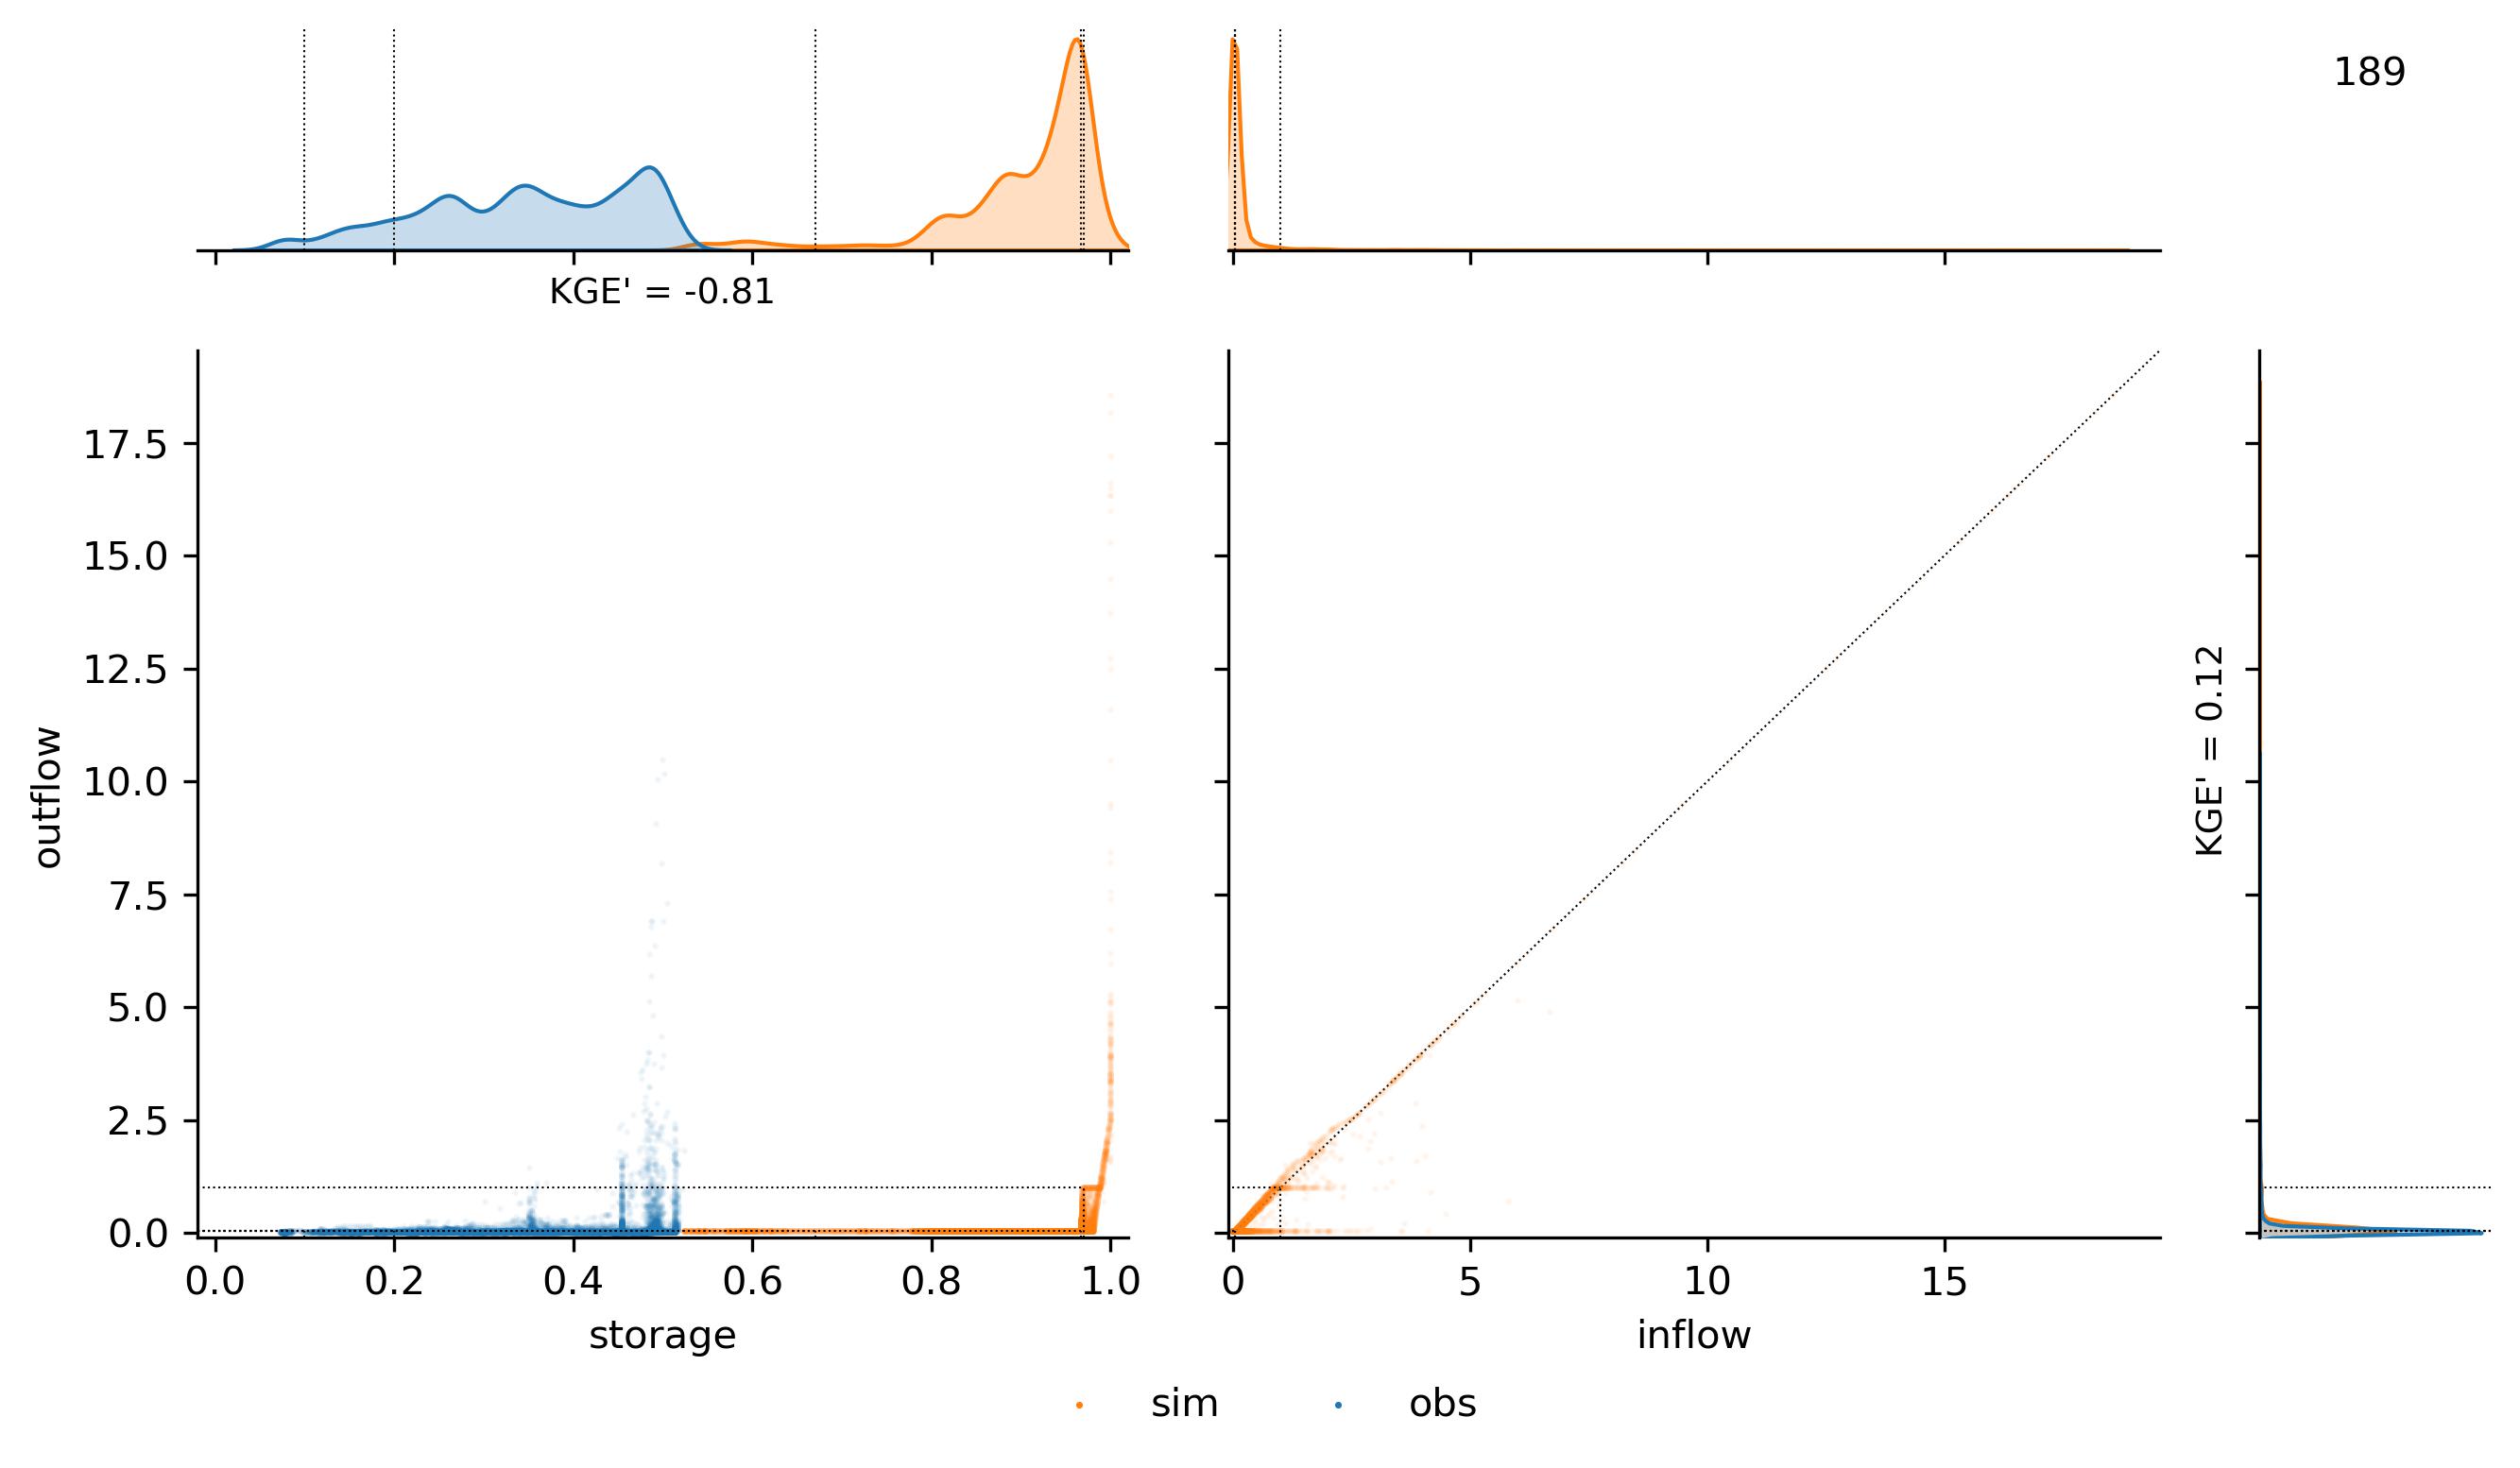 189
KGE' = -0.81
outflow
17.5
15.0
12.5
10.0
7.5
5.0
2.5
0.0
KGE' = 0.12
0.0 0.2 0.4 0.6 0.8 1.0
0 5 10 15
storage
inflow
sim obs